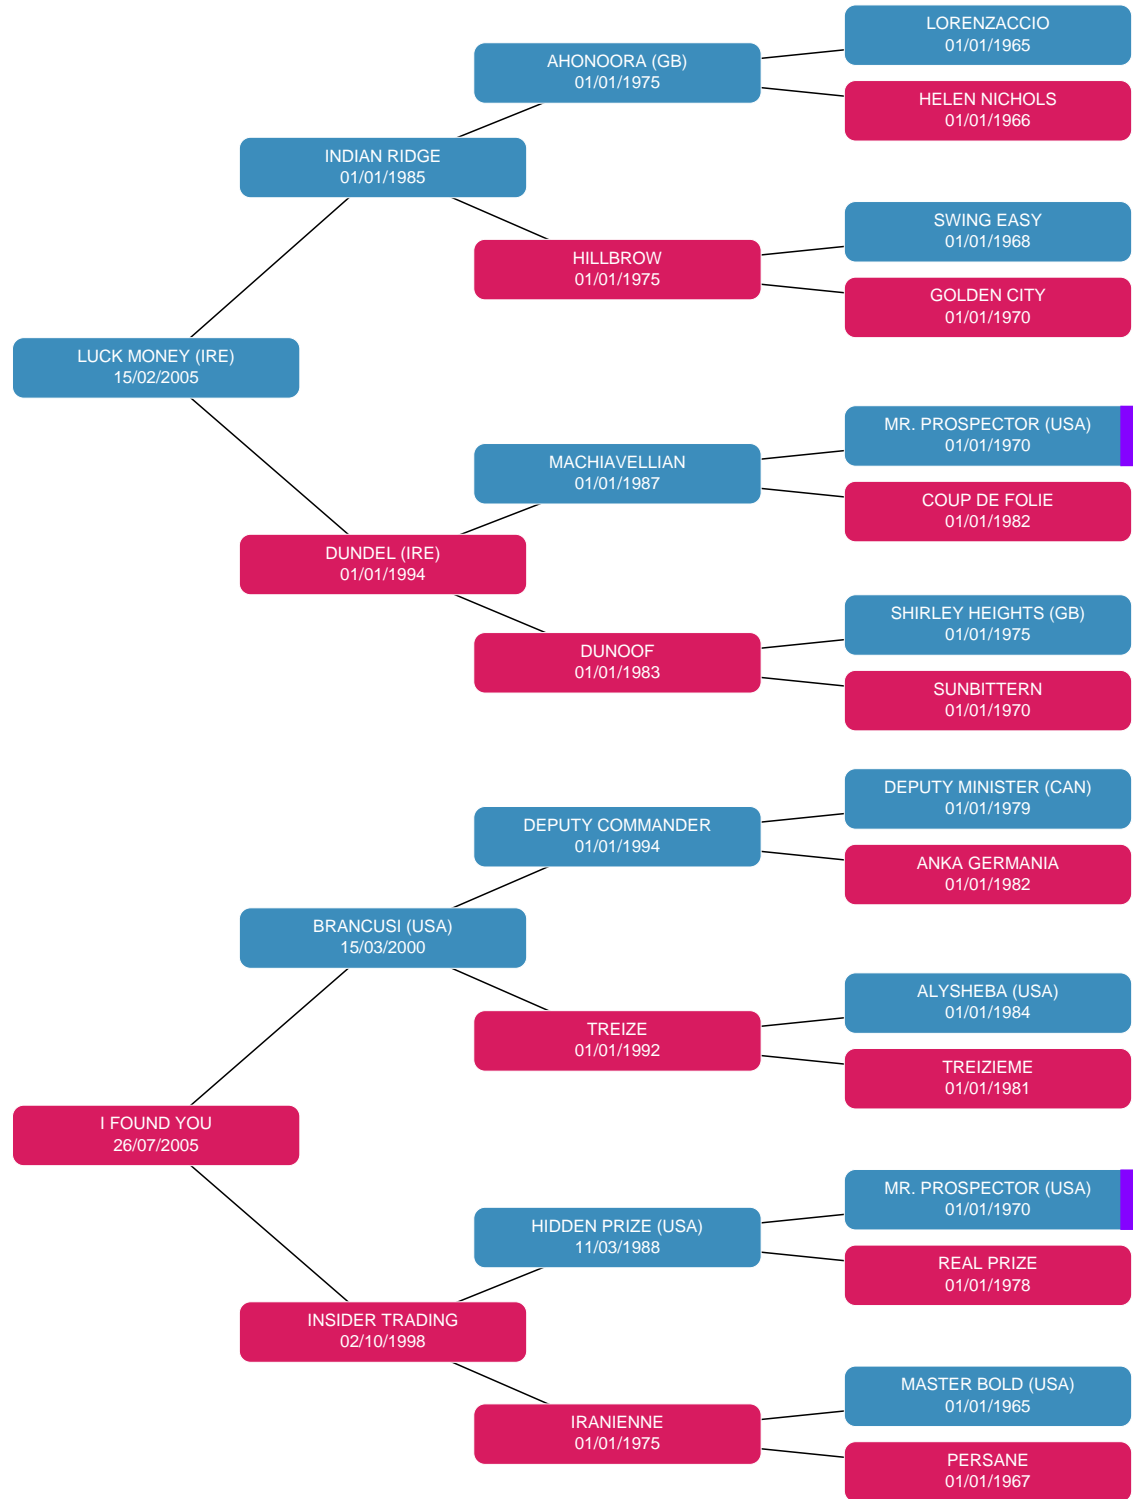 LORENZACCIO
01/01/1965
AHONOORA (GB)
01/01/1975
HELEN NICHOLS
01/01/1966
INDIAN RIDGE
01/01/1985
SWING EASY
01/01/1968
HILLBROW
01/01/1975
GOLDEN CITY
01/01/1970
LUCK MONEY (IRE)
15/02/2005
MR. PROSPECTOR (USA)
01/01/1970
MACHIAVELLIAN
01/01/1987
COUP DE FOLIE
01/01/1982
DUNDEL (IRE)
01/01/1994
SHIRLEY HEIGHTS (GB)
01/01/1975
DUNOOF
01/01/1983
SUNBITTERN
01/01/1970
DEPUTY MINISTER (CAN)
01/01/1979
DEPUTY COMMANDER
01/01/1994
ANKA GERMANIA
01/01/1982
BRANCUSI (USA)
15/03/2000
ALYSHEBA (USA)
01/01/1984
TREIZE
01/01/1992
TREIZIEME
01/01/1981
I FOUND YOU
26/07/2005
MR. PROSPECTOR (USA)
01/01/1970
HIDDEN PRIZE (USA)
11/03/1988
REAL PRIZE
01/01/1978
INSIDER TRADING
02/10/1998
MASTER BOLD (USA)
01/01/1965
IRANIENNE
01/01/1975
PERSANE
01/01/1967